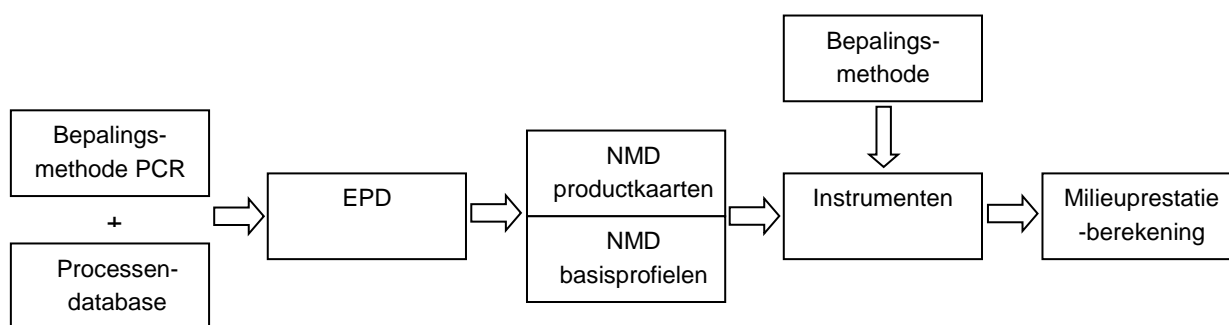 Bepalings-
methode PCR
+
Processen-
database
EPD
NMD
productkaarten
NMD
basisprofielen
Bepalings-
methode
Instrumenten
Milieuprestatie
-berekening